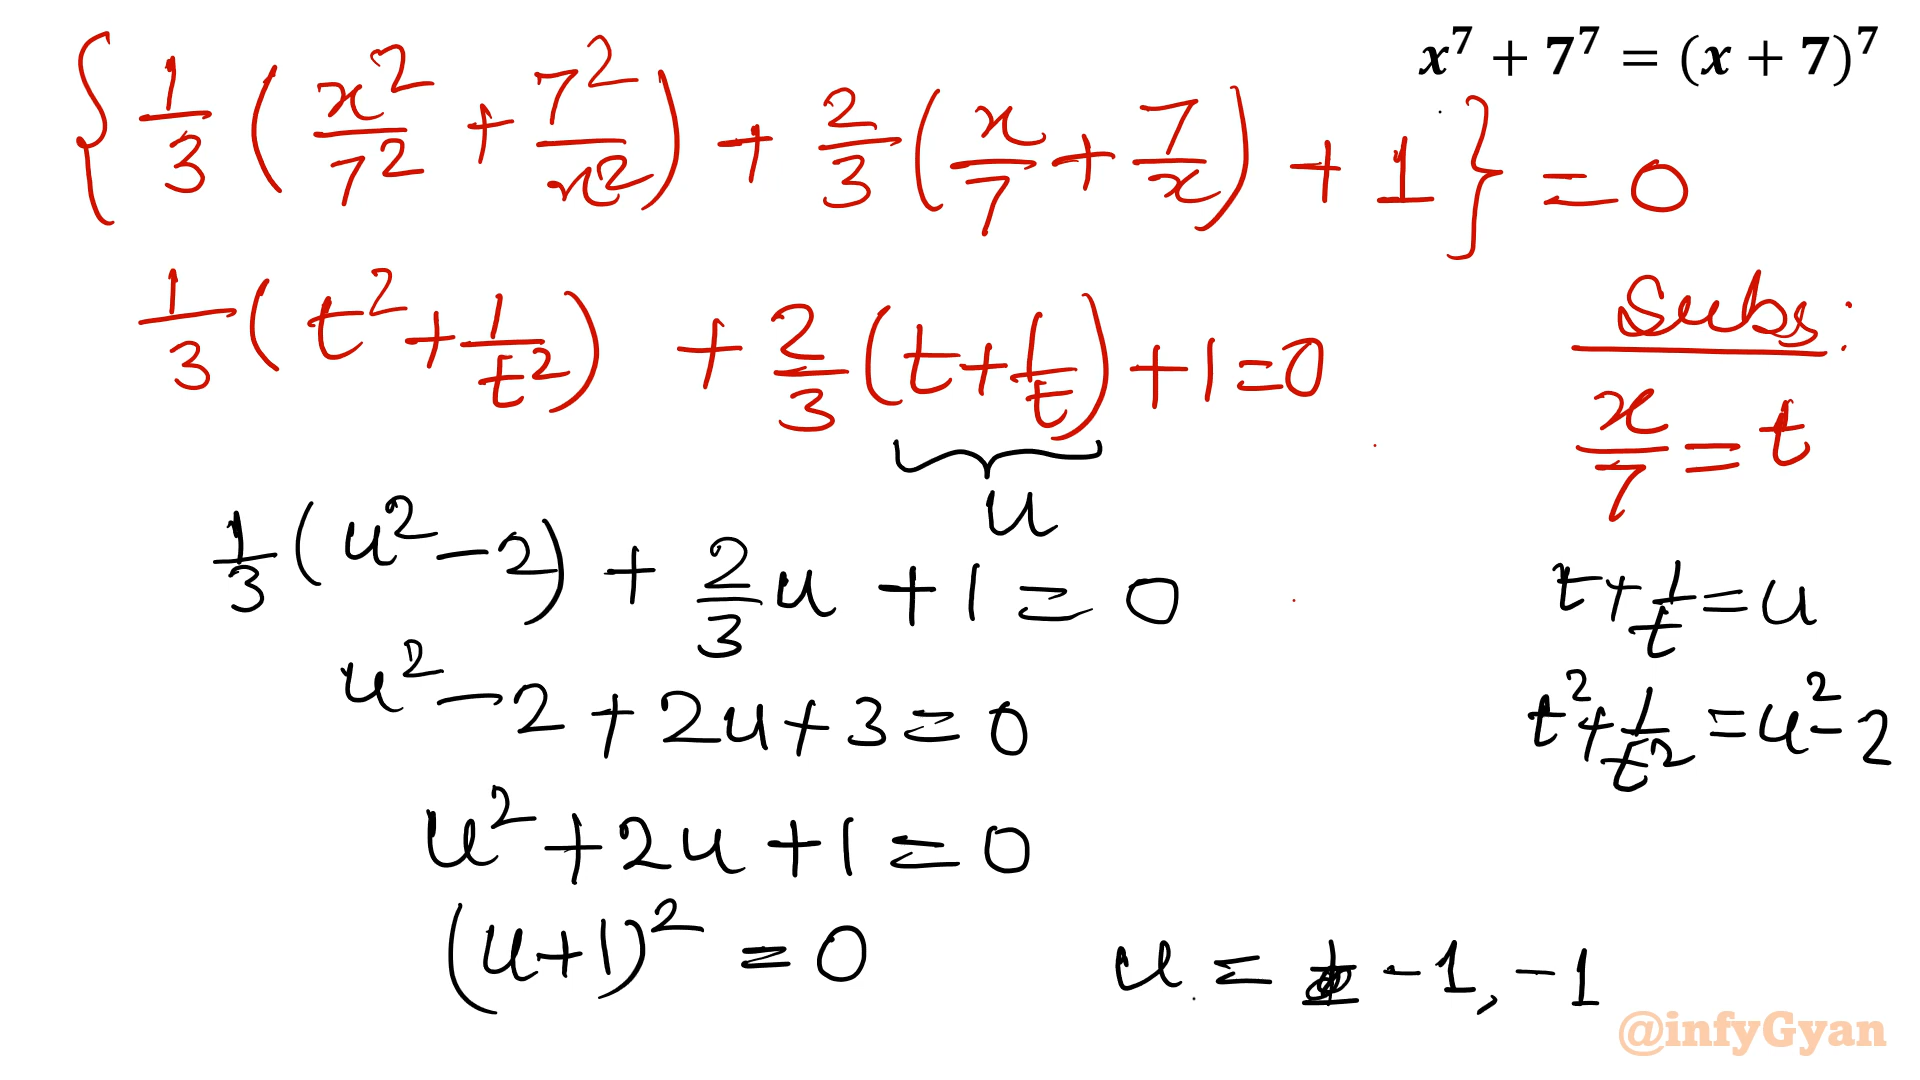 x⁷ + 7⁷ = (x + 7)⁷
{ 1/3 ( x²/7² + 7²/x² ) + 2/3 ( x/7 + 7/x ) + 1 } = 0
1/3 ( t² + 1/t² ) + 2/3 ( t + 1/t ) + 1 = 0
u
subs:
x/7 = t
1/3 ( u² - 2 ) + 2/3 u + 1 = 0
t + 1/t = u
u² - 2 + 2u + 3 = 0
t² + 1/t² = u² - 2
u² + 2u + 1 = 0
(u + 1)² = 0
u = -1, -1
@infyGyan